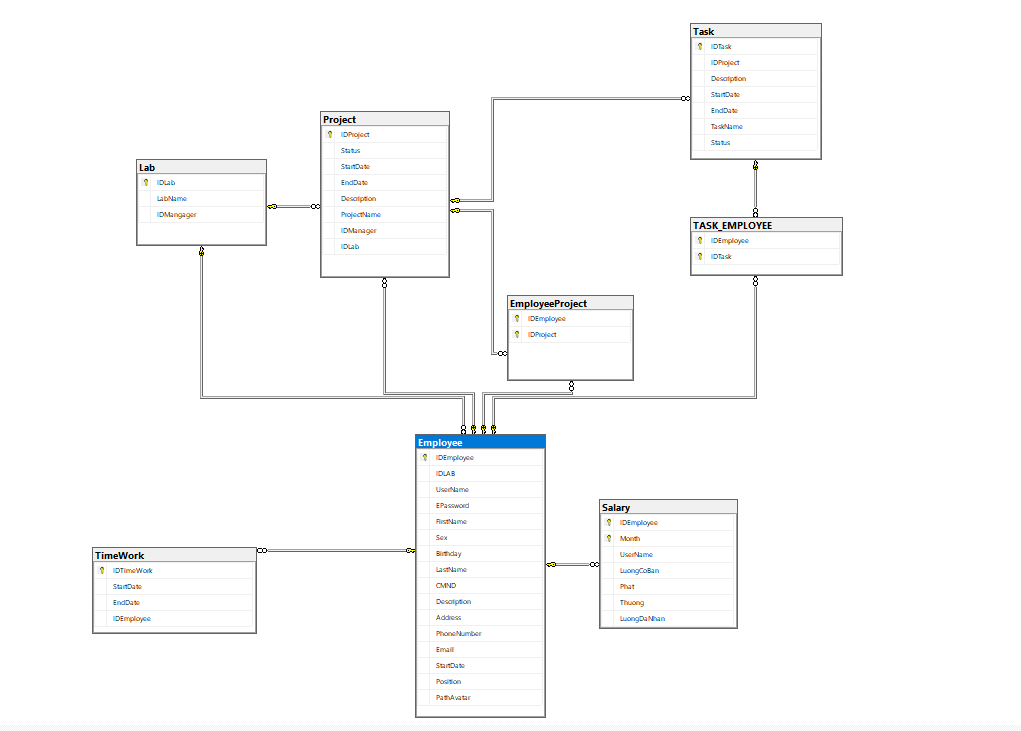 Task
IDTask
IDProject
Description
StartDate
EndDate
TaskName
Status
Project
IDProject
Status
StartDate
EndDate
Description
ProjectName
IDManager
IDLab
Lab
IDLab
LabName
IDMangager
TASK_EMPLOYEE
IDEmployee
IDTask
EmployeeProject
IDEmployee
IDProject
Employee
IDEmployee
IDLAB
UserName
EPassword
FirstName
Sex
Birthday
LastName
CMND
Description
Address
PhoneNumber
Email
StartDate
Position
PathAvatar
Salary
IDEmployee
Month
UserName
LuongCoBan
Phat
Thuong
LuongDaNhan
TimeWork
IDTimeWork
StartDate
EndDate
IDEmployee